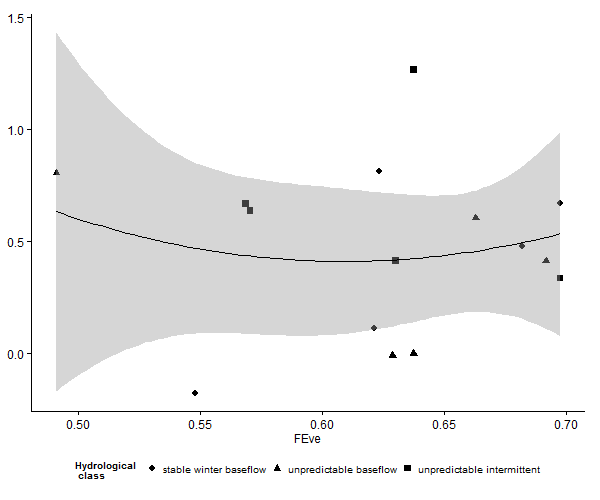 1.5
1.0
0.5
0.0
0.50 0.55 0.60 0.65 0.70
FEve
Hydrological
class
stable winter baseflow unpredictable baseflow unpredictable intermittent